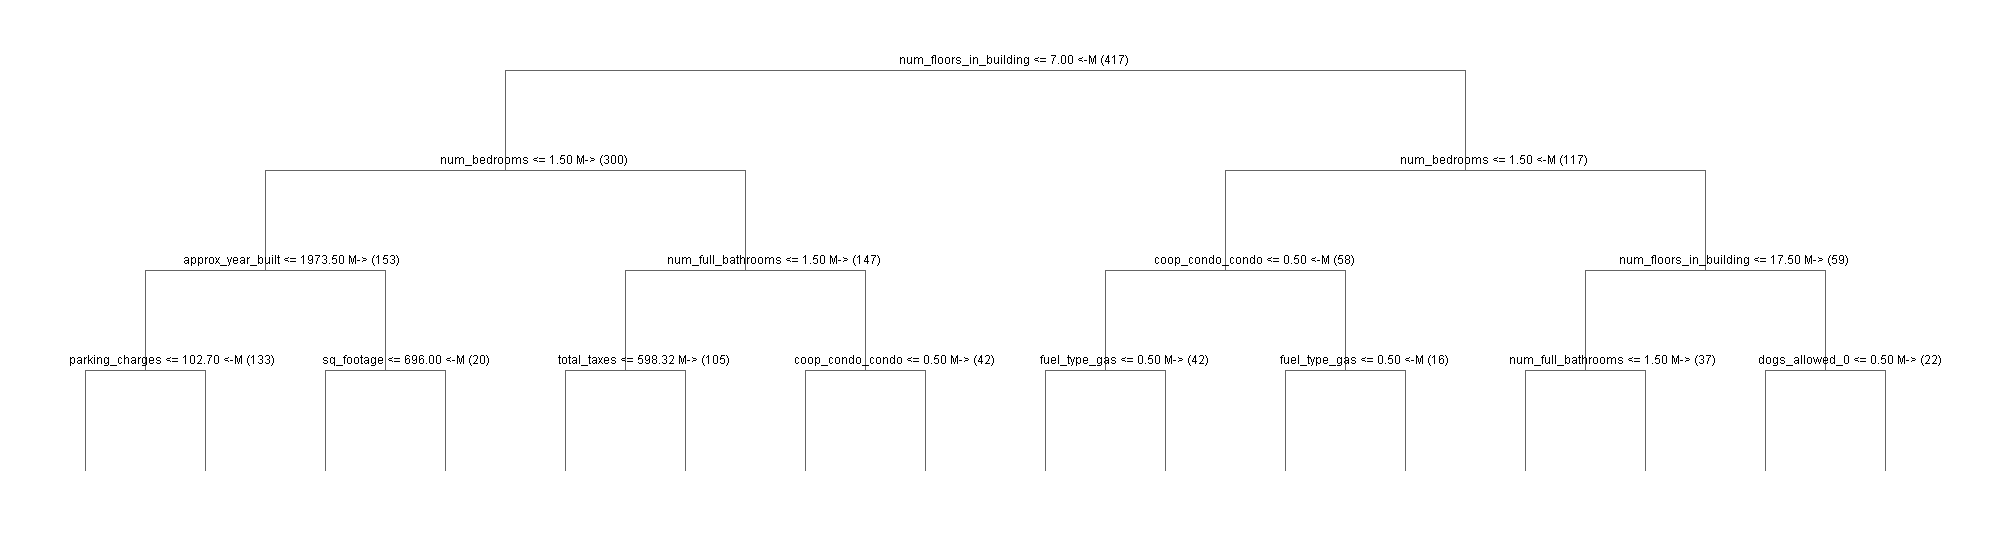 num_floors_in_building <= 7.00 <-M (417)
num_bedrooms <= 1.50 M-> (300)
num_bedrooms <= 1.50 <-M (117)
approx_year_built <= 1973.50 M-> (153)
num_full_bathrooms <= 1.50 M-> (147)
coop_condo_condo <= 0.50 <-M (58)
num_floors_in_building <= 17.50 M-> (59)
parking_charges <= 102.70 <-M (133)
sq_footage <= 696.00 <-M (20)
total_taxes <= 598.32 M-> (105)
coop_condo_condo <= 0.50 M-> (42)
fuel_type_gas <= 0.50 M-> (42)
fuel_type_gas <= 0.50 <-M (16)
num_full_bathrooms <= 1.50 M-> (37)
dogs_allowed_0 <= 0.50 M-> (22)